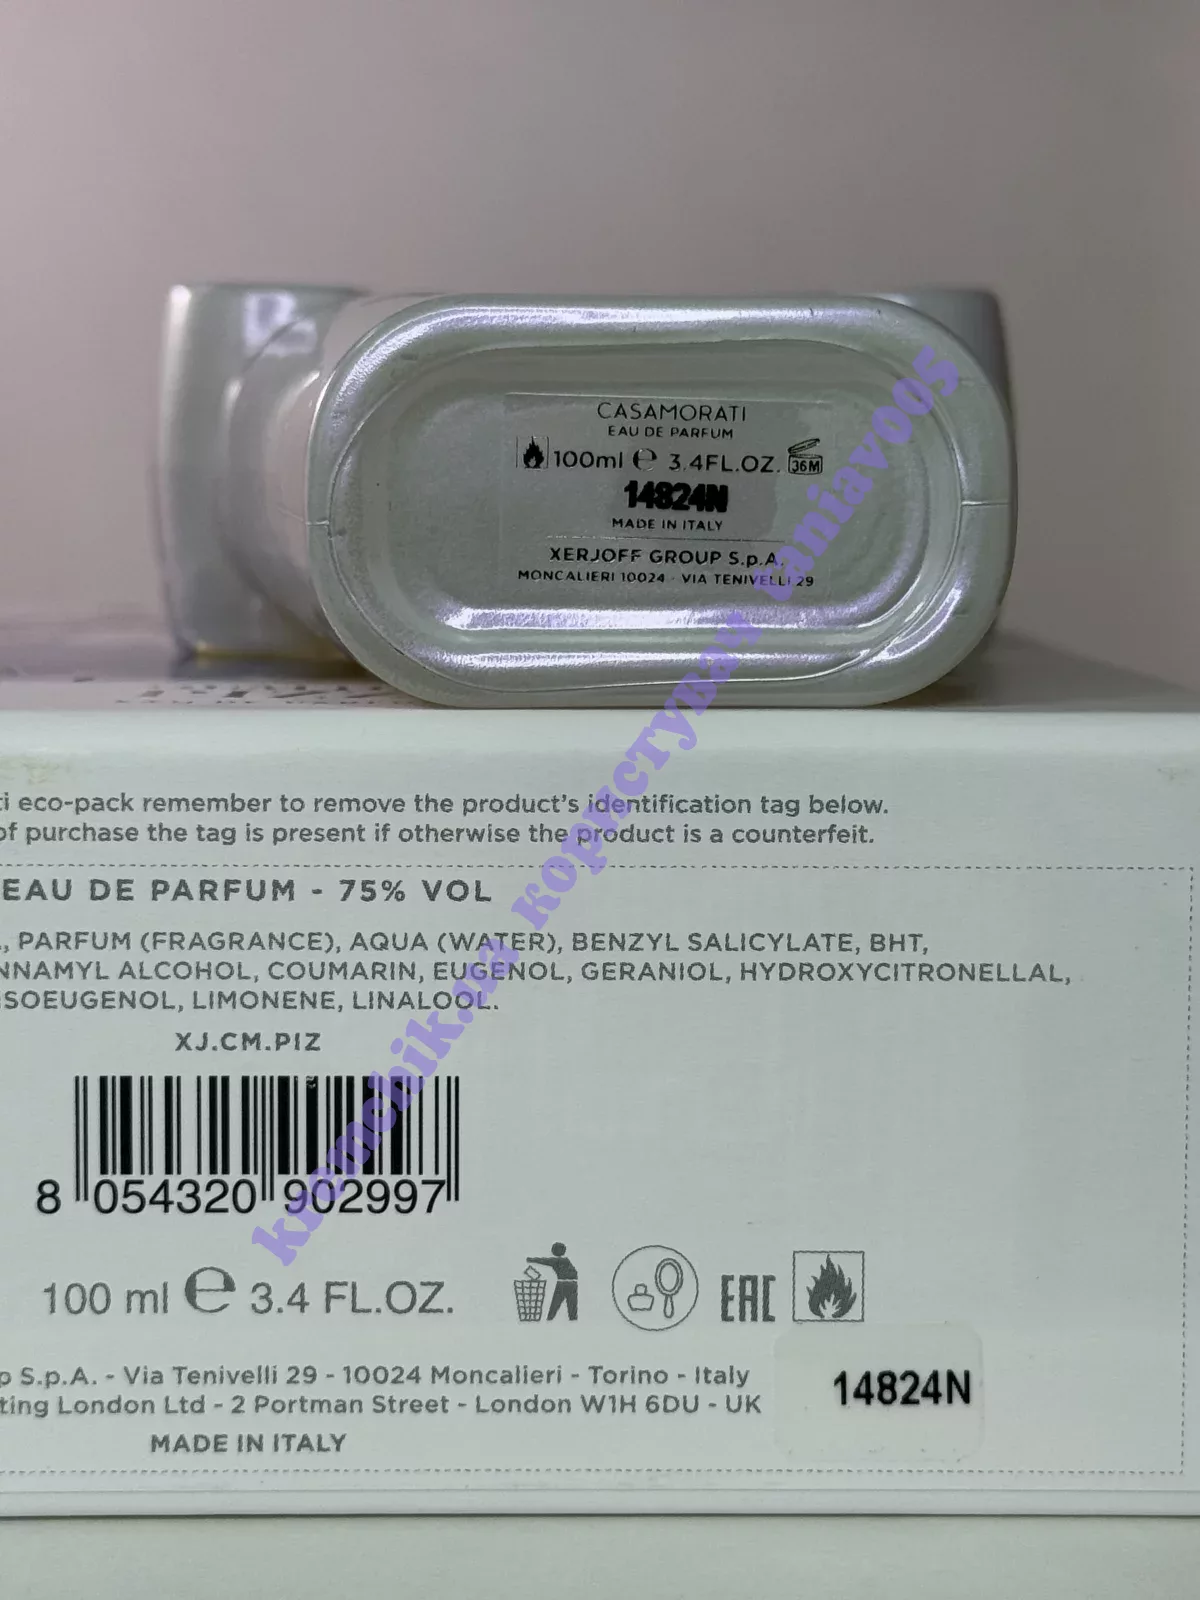 CASAMORATI
EAU DE PARFUM
100ml ℮ 3.4FL.OZ. 36M
14824N
MADE IN ITALY
XERJOFF GROUP S.p.A.
MONCALIERI 10024 - VIA TENIVELLI 29
eco-pack remember to remove the product's identification tag below.
of purchase the tag is present if otherwise the product is a counterfeit.
EAU DE PARFUM - 75% VOL
, PARFUM (FRAGRANCE), AQUA (WATER), BENZYL SALICYLATE, BHT,
NNAMYL ALCOHOL, COUMARIN, EUGENOL, GERANIOL, HYDROXYCITRONELLAL,
SOEUGENOL, LIMONENE, LINALOOL.
XJ.CM.PIZ
8 054320 902997
100 ml ℮ 3.4 FL.OZ.
EAC
p S.p.A. - Via Tenivelli 29 - 10024 Moncalieri - Torino - Italy
ting London Ltd - 2 Portman Street - London W1H 6DU - UK
14824N
MADE IN ITALY
kremchik.ua користувач taniav005